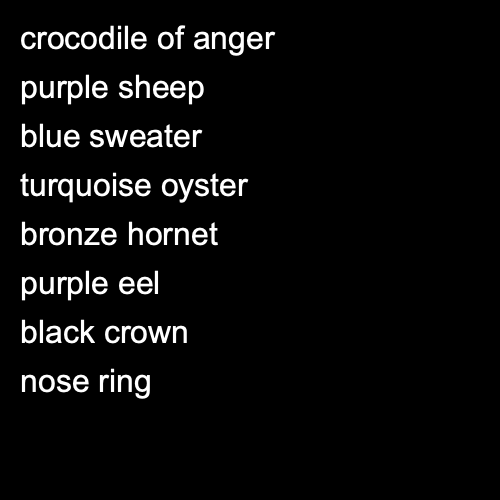 crocodile of anger
purple sheep
blue sweater
turquoise oyster
bronze hornet
purple eel
black crown
nose ring